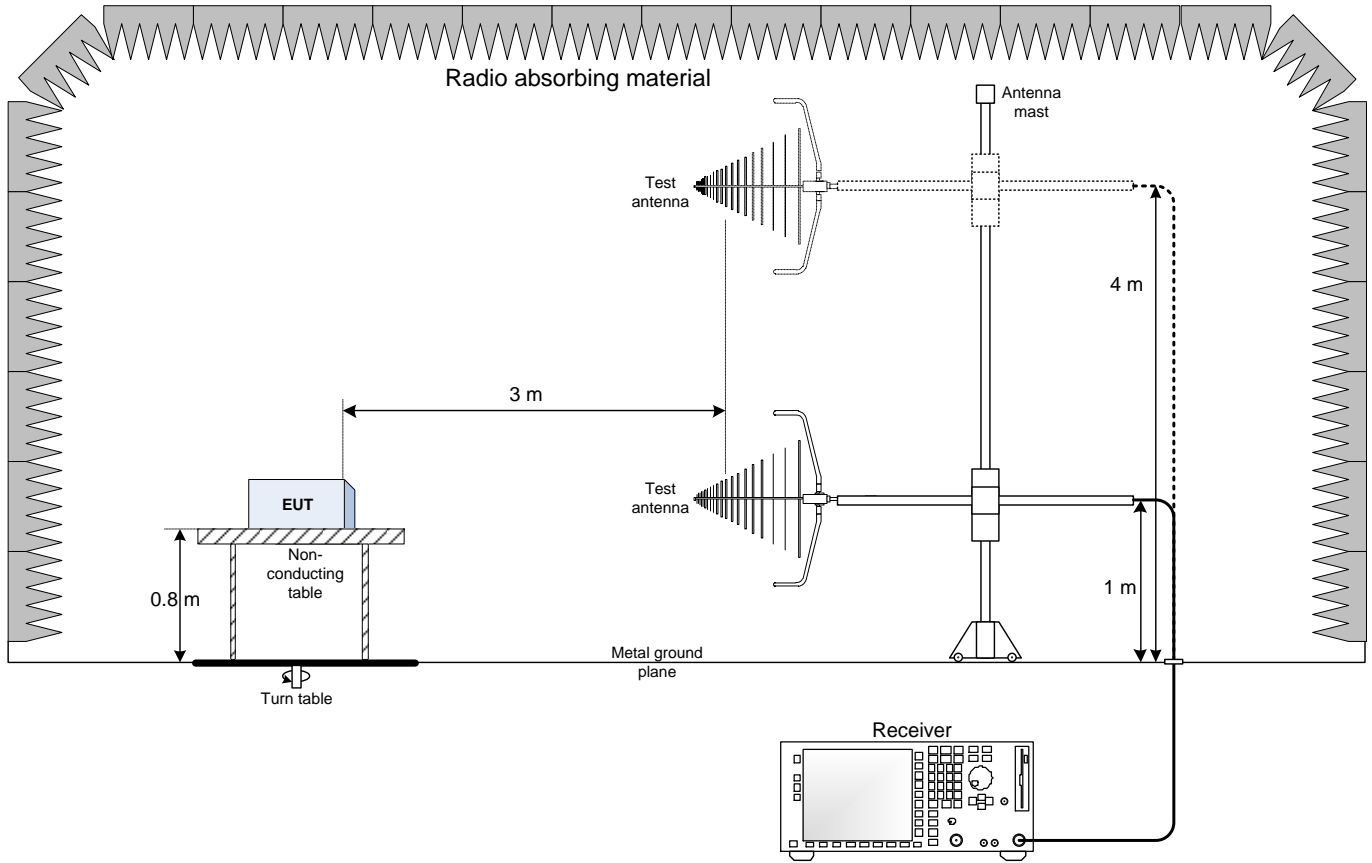 Radio absorbing material
Antenna
mast
Test
antenna
4 m
3 m
Test
antenna
EUT
Non-
conducting
table
0.8 m
1 m
Metal ground
plane
Turn table
Receiver